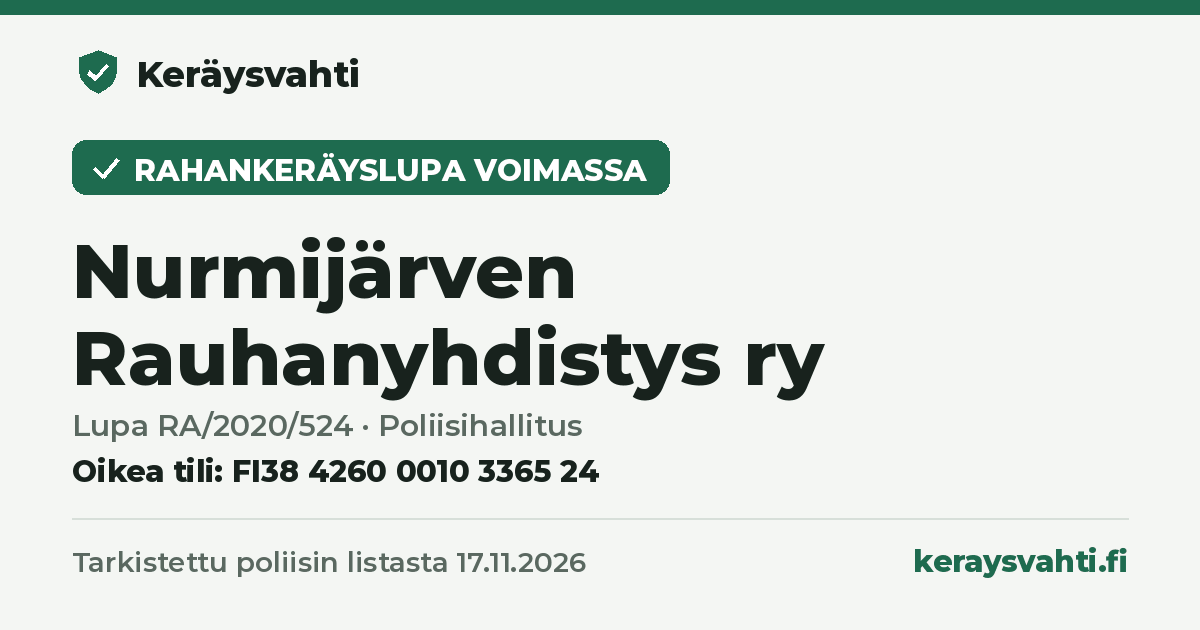 Keräysvahti
RAHANKERÄYSLUPA VOIMASSA
Nurmijärven
Rauhanyhdistys ry
Lupa RA/2020/524 · Poliisihallitus
Oikea tili: FI38 4260 0010 3365 24
Tarkistettu poliisin listasta 17.11.2026
keraysvahti.fi